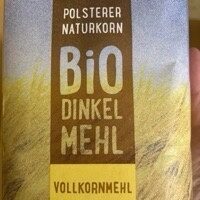 POLSTERER
NATURKORN
BiO
DINKEL
MEHL
VOLLKORNMEHL